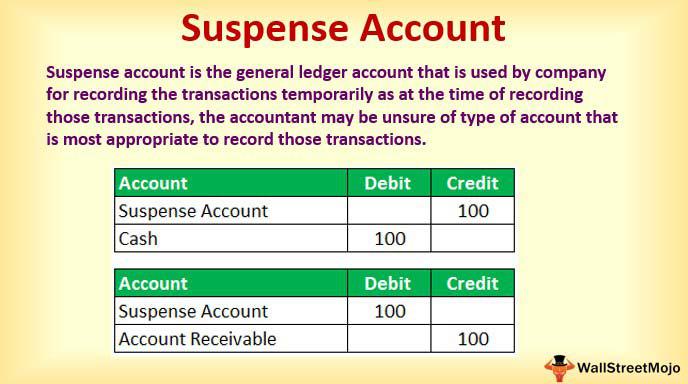 Suspense Account
Suspense account is the general ledger account that is used by company
for recording the transactions temporarily as at the time of recording
those transactions, the accountant may be unsure of type of account that
is most appropriate to record those transactions.
Account Debit Credit
Suspense Account 100
Cash 100
Account Debit Credit
Suspense Account 100
Account Receivable 100
WallStreetMojo